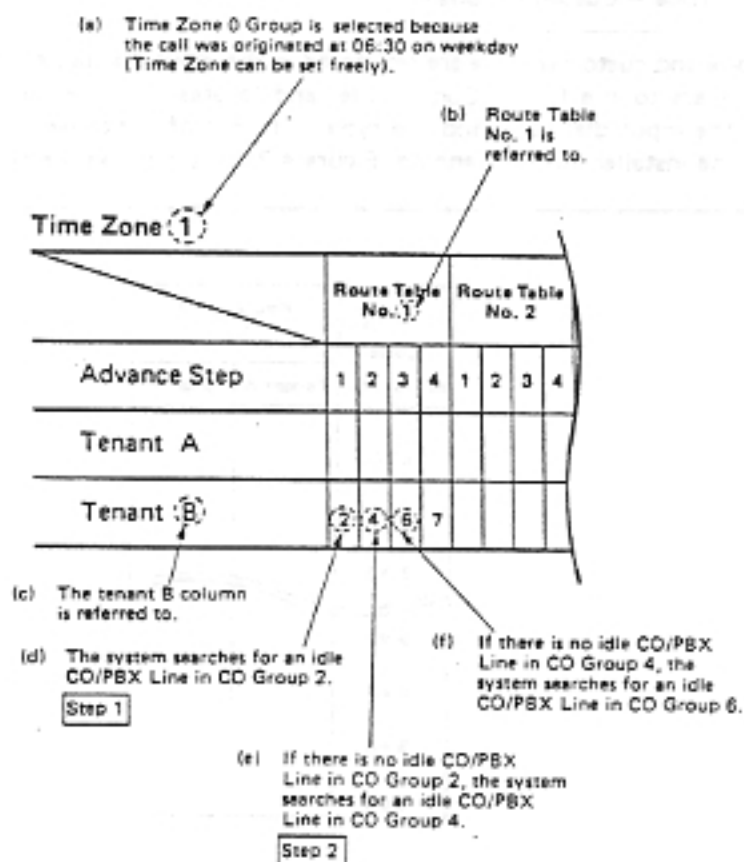 (a) Time Zone 0 Group is selected because
the call was originated at 06:30 on weekday
(Time Zone can be set freely).
(b) Route Table
No. 1 is
referred to.
Time Zone 1
Route Table
No. 1
Route Table
No. 2
Advance Step 1 2 3 4 1 2 3 4
Tenant A
Tenant B 2 4 6 7
(c) The tenant B column
is referred to.
(d) The system searches for an idle
CO/PBX Line in CO Group 2.
Step 1
(f) If there is no idle CO/PBX
Line in CO Group 4, the
system searches for an idle
CO/PBX Line in CO Group 6.
(e) If there is no idle CO/PBX
Line in CO Group 2, the system
searches for an idle CO/PBX
Line in CO Group 4.
Step 2